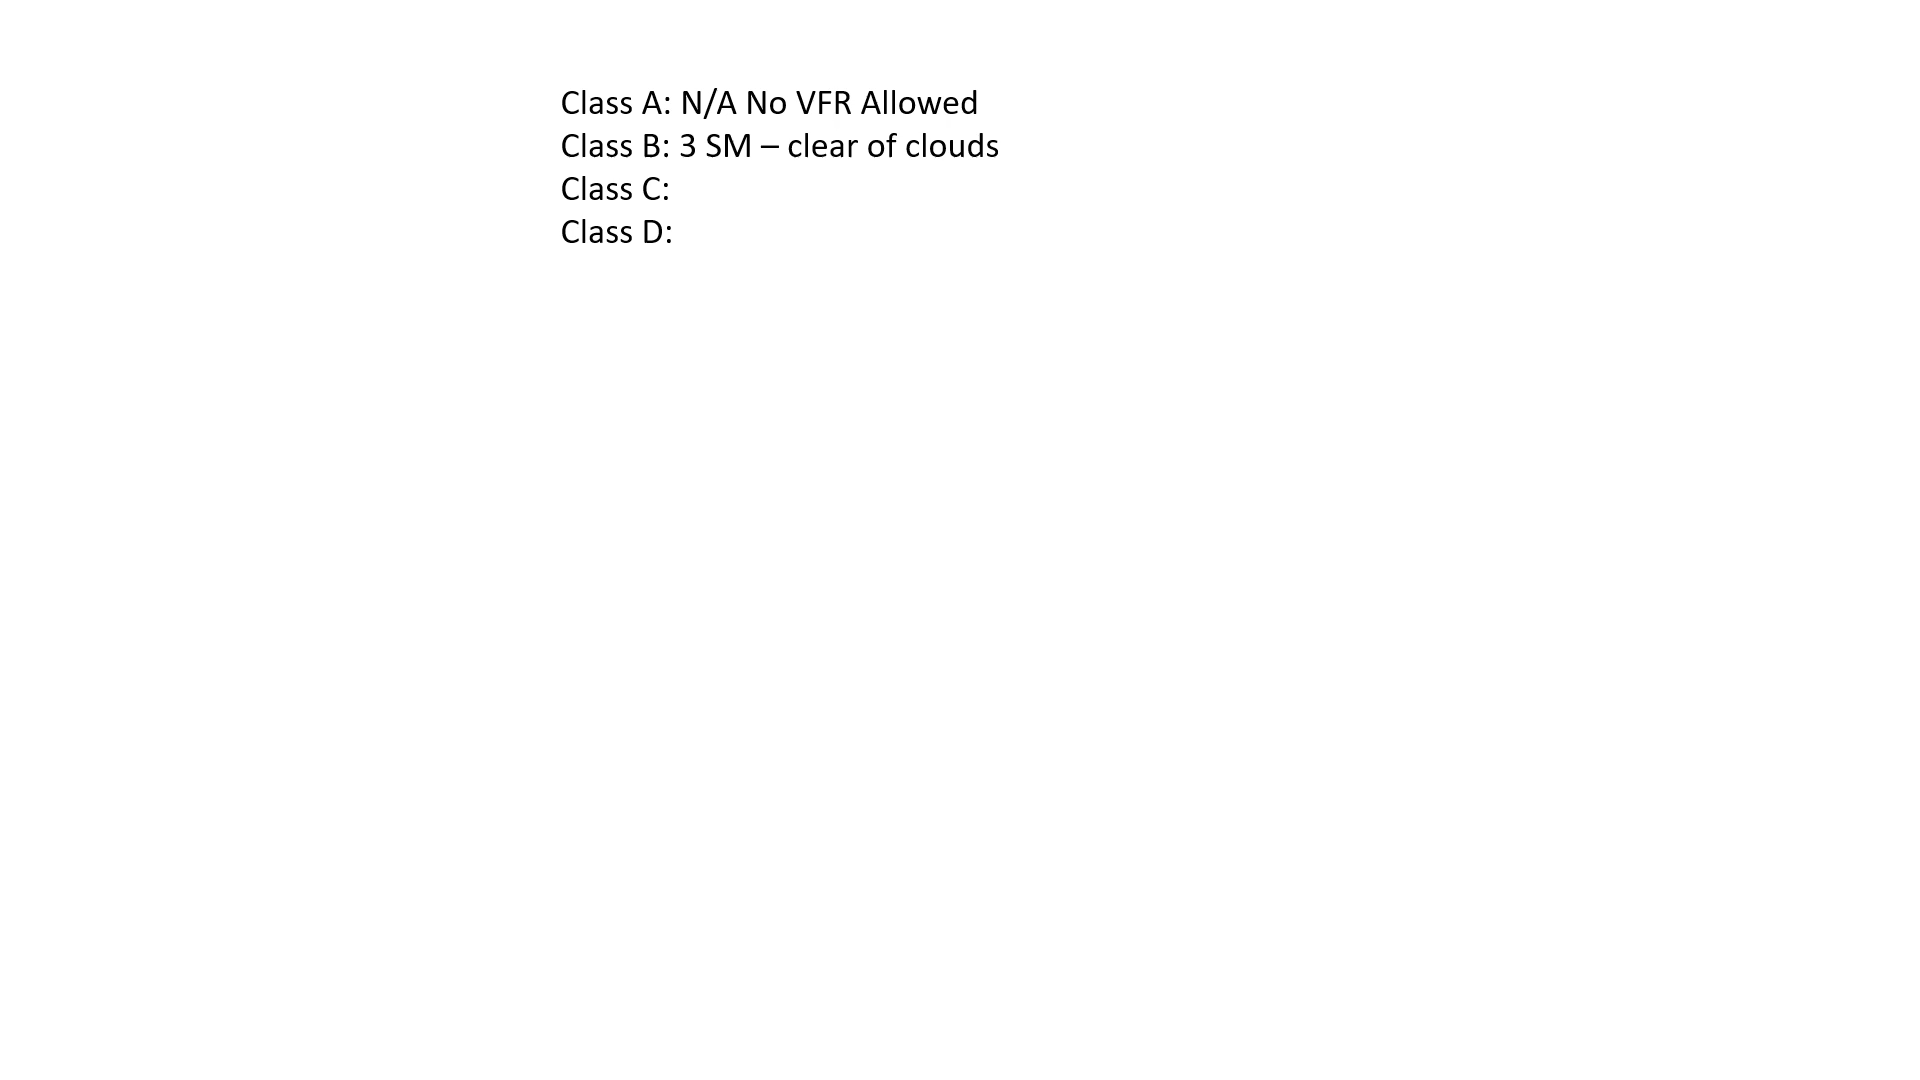 Class A: N/A No VFR Allowed
Class B: 3 SM – clear of clouds
Class C:
Class D: